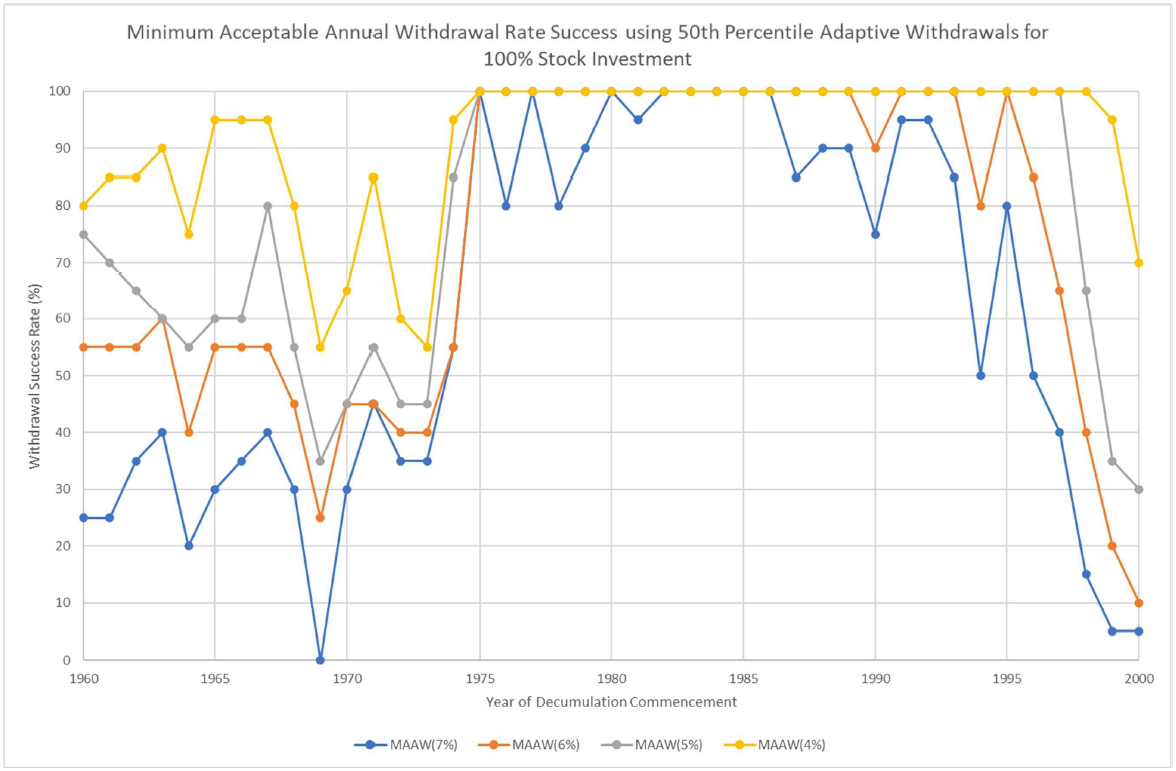 Minimum Acceptable Annual Withdrawal Rate Success using 50th Percentile Adaptive Withdrawals for
100% Stock Investment
Withdrawal Success Rate (%)
100
90
80
70
60
50
40
30
20
10
0
1960 1965 1970 1975 1980 1985 1990 1995 2000
Year of Decumulation Commencement
MAAW(7%) MAAW(6%) MAAW(5%) MAAW(4%)